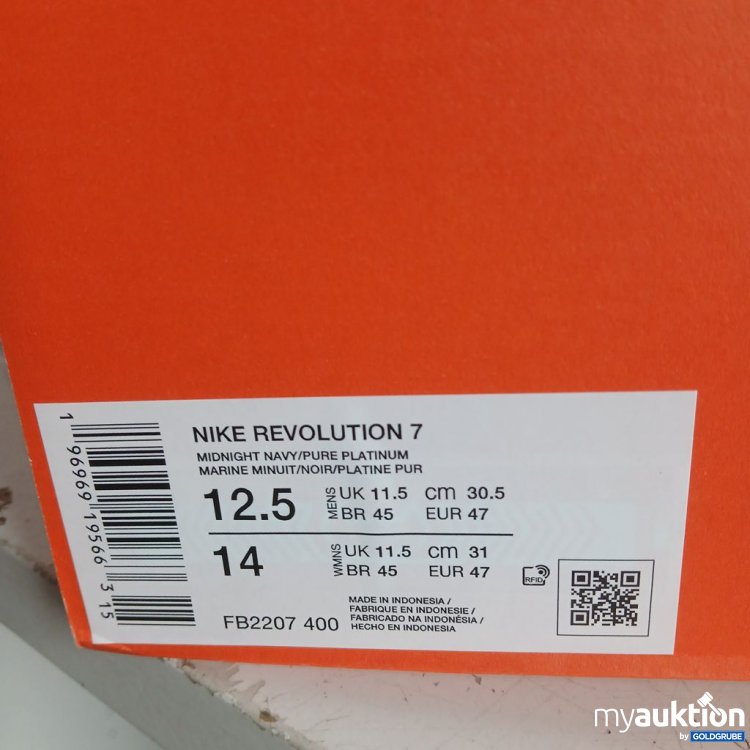 NIKE REVOLUTION 7
MIDNIGHT NAVY/PURE PLATINUM
MARINE MINUIT/NOIR/PLATINE PUR
12.5 MENS UK 11.5 cm 30.5
BR 45 EUR 47
14 WMNS UK 11.5 cm 31
BR 45 EUR 47
RFID
FB2207 400
MADE IN INDONESIA /
FABRIQUE EN INDONESIE /
FABRICADO NA INDONÉSIA /
HECHO EN INDONESIA
1 96969 19566 3 15
myauktion
by GOLDGRUBE